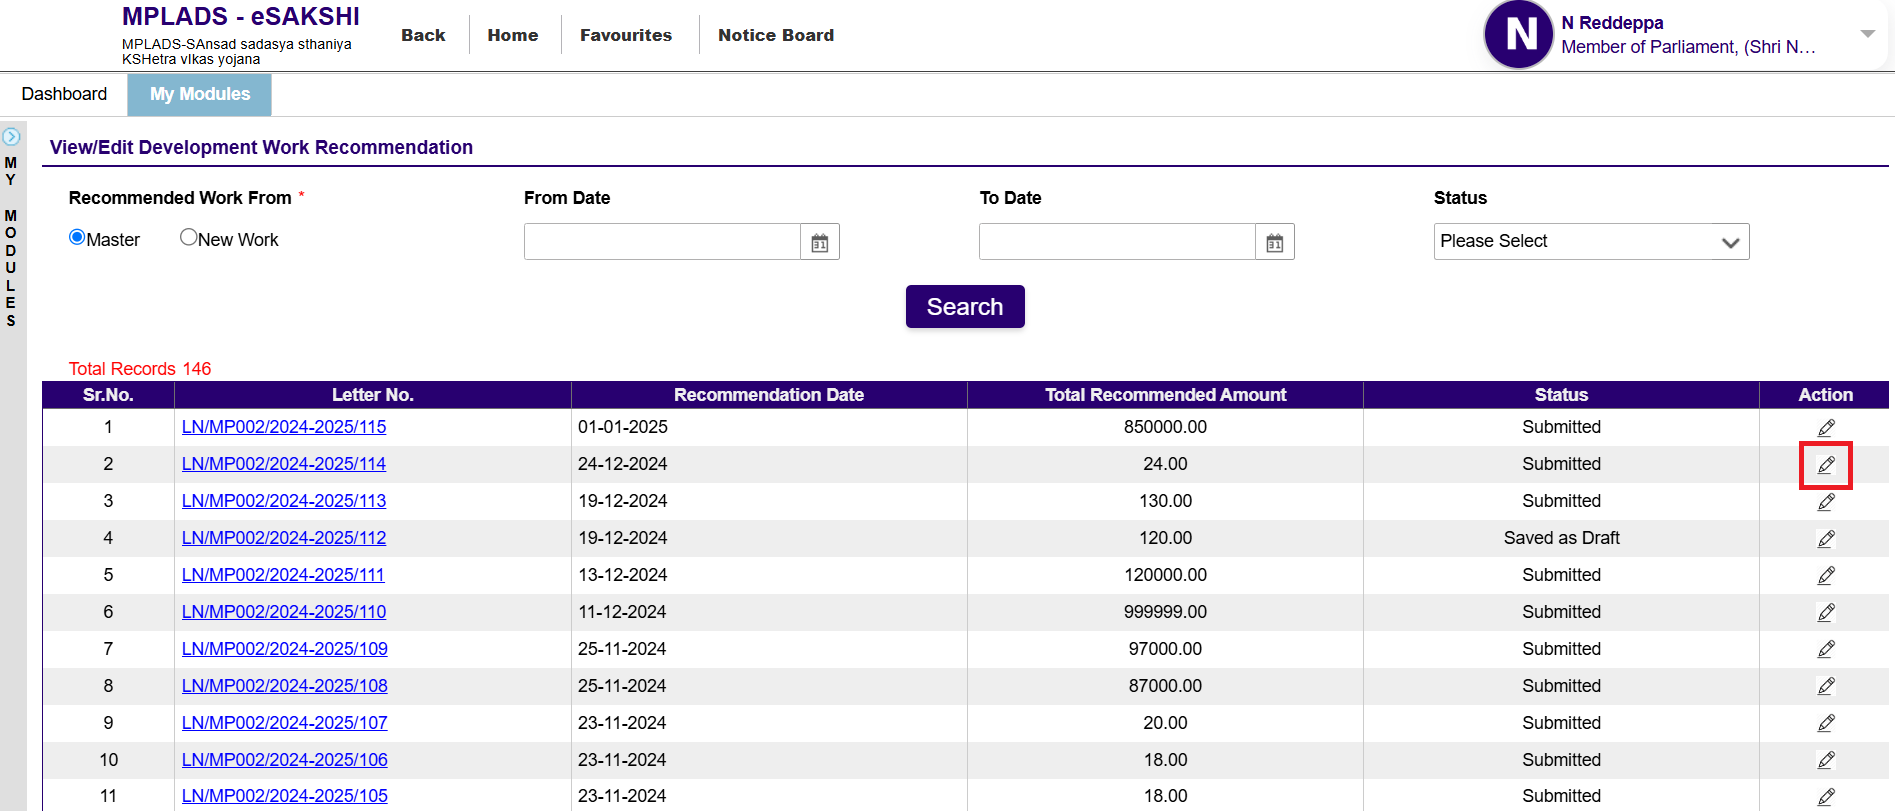 MPLADS - eSAKSHI
MPLADS-SAnsad sadasya sthaniya
KSHetra vIkas yojana
Back
Home
Favourites
Notice Board
N
N Reddeppa
Member of Parliament, (Shri N...
Dashboard
My Modules
MY MODULES
View/Edit Development Work Recommendation
Recommended Work From *
From Date
To Date
Status
Master
New Work
31
31
Please Select
Search
Total Records 146
Sr.No. Letter No. Recommendation Date Total Recommended Amount Status Action
1 LN/MP002/2024-2025/115 01-01-2025 850000.00 Submitted
2 LN/MP002/2024-2025/114 24-12-2024 24.00 Submitted
3 LN/MP002/2024-2025/113 19-12-2024 130.00 Submitted
4 LN/MP002/2024-2025/112 19-12-2024 120.00 Saved as Draft
5 LN/MP002/2024-2025/111 13-12-2024 120000.00 Submitted
6 LN/MP002/2024-2025/110 11-12-2024 999999.00 Submitted
7 LN/MP002/2024-2025/109 25-11-2024 97000.00 Submitted
8 LN/MP002/2024-2025/108 25-11-2024 87000.00 Submitted
9 LN/MP002/2024-2025/107 23-11-2024 20.00 Submitted
10 LN/MP002/2024-2025/106 23-11-2024 18.00 Submitted
11 LN/MP002/2024-2025/105 23-11-2024 18.00 Submitted